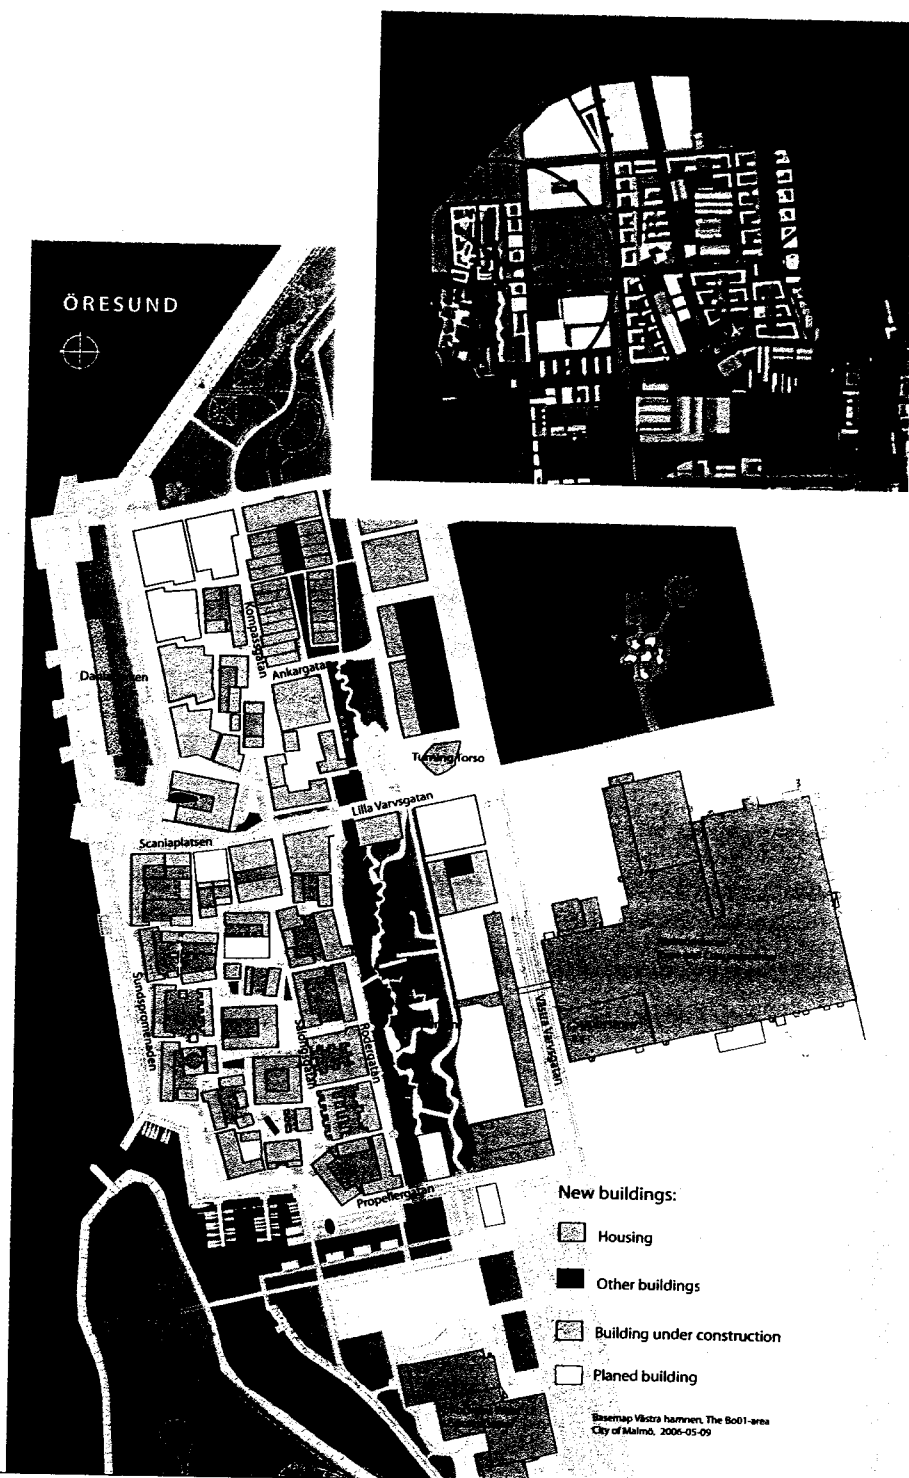 ÖRESUND
Kompassgatan
Ankargatan
Turning Torso
Lilla Varvsgatan
Scaniaplatsen
Sundspromenaden
Västra Varvsgatan
Propellergatan
New buildings:
Housing
Other buildings
Building under construction
Planed building
Basemap Västra hamnen, The Bo01-area
City of Malmö, 2006-05-09